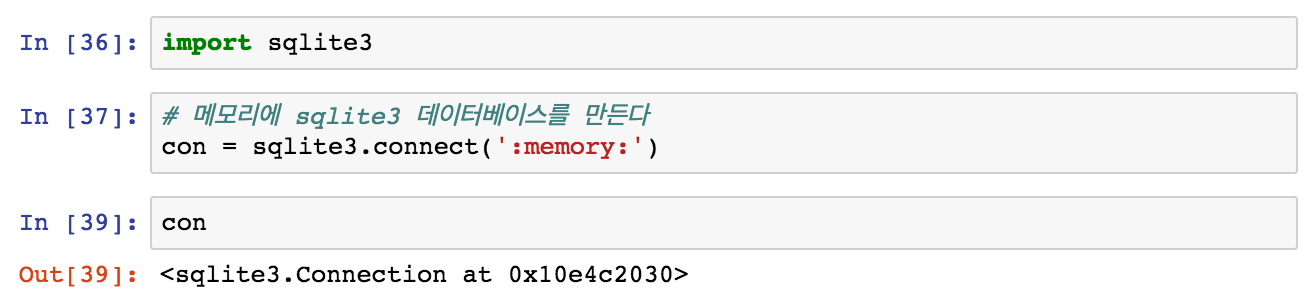 In [36]: import sqlite3
In [37]: # 메모리에 sqlite3 데이터베이스를 만든다
con = sqlite3.connect(':memory:')
In [39]: con
Out[39]: <sqlite3.Connection at 0x10e4c2030>